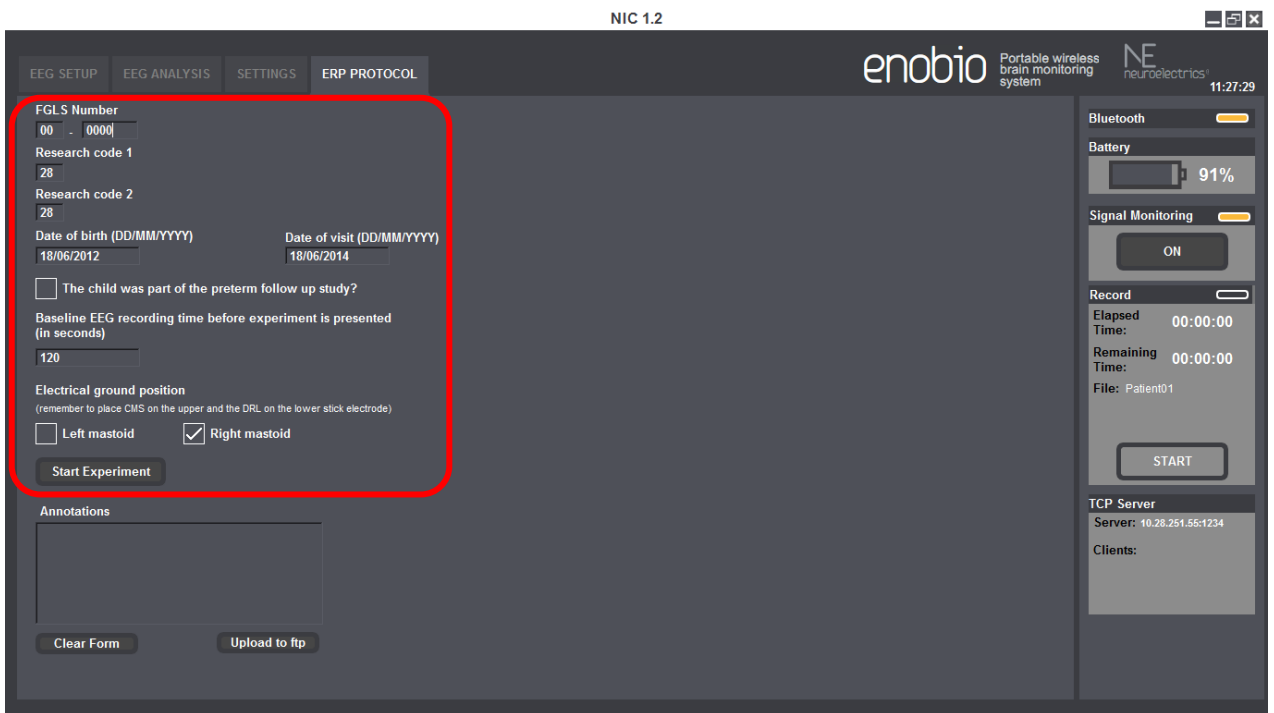 NIC 1.2
EEG SETUP EEG ANALYSIS SETTINGS ERP PROTOCOL
enobio Portable wireless brain monitoring system
NE neuroelectrics®
11:27:29
FGLS Number
00 - 0000
Research code 1
28
Research code 2
28
Date of birth (DD/MM/YYYY) Date of visit (DD/MM/YYYY)
18/06/2012 18/06/2014
The child was part of the preterm follow up study?
Baseline EEG recording time before experiment is presented
(in seconds)
120
Electrical ground position
(remember to place CMS on the upper and the DRL on the lower stick electrode)
Left mastoid Right mastoid
Start Experiment
Annotations
Clear Form Upload to ftp
Bluetooth
Battery
91%
Signal Monitoring
ON
Record
Elapsed
Time: 00:00:00
Remaining
Time: 00:00:00
File: Patient01
START
TCP Server
Server: 10.28.251.55:1234
Clients: